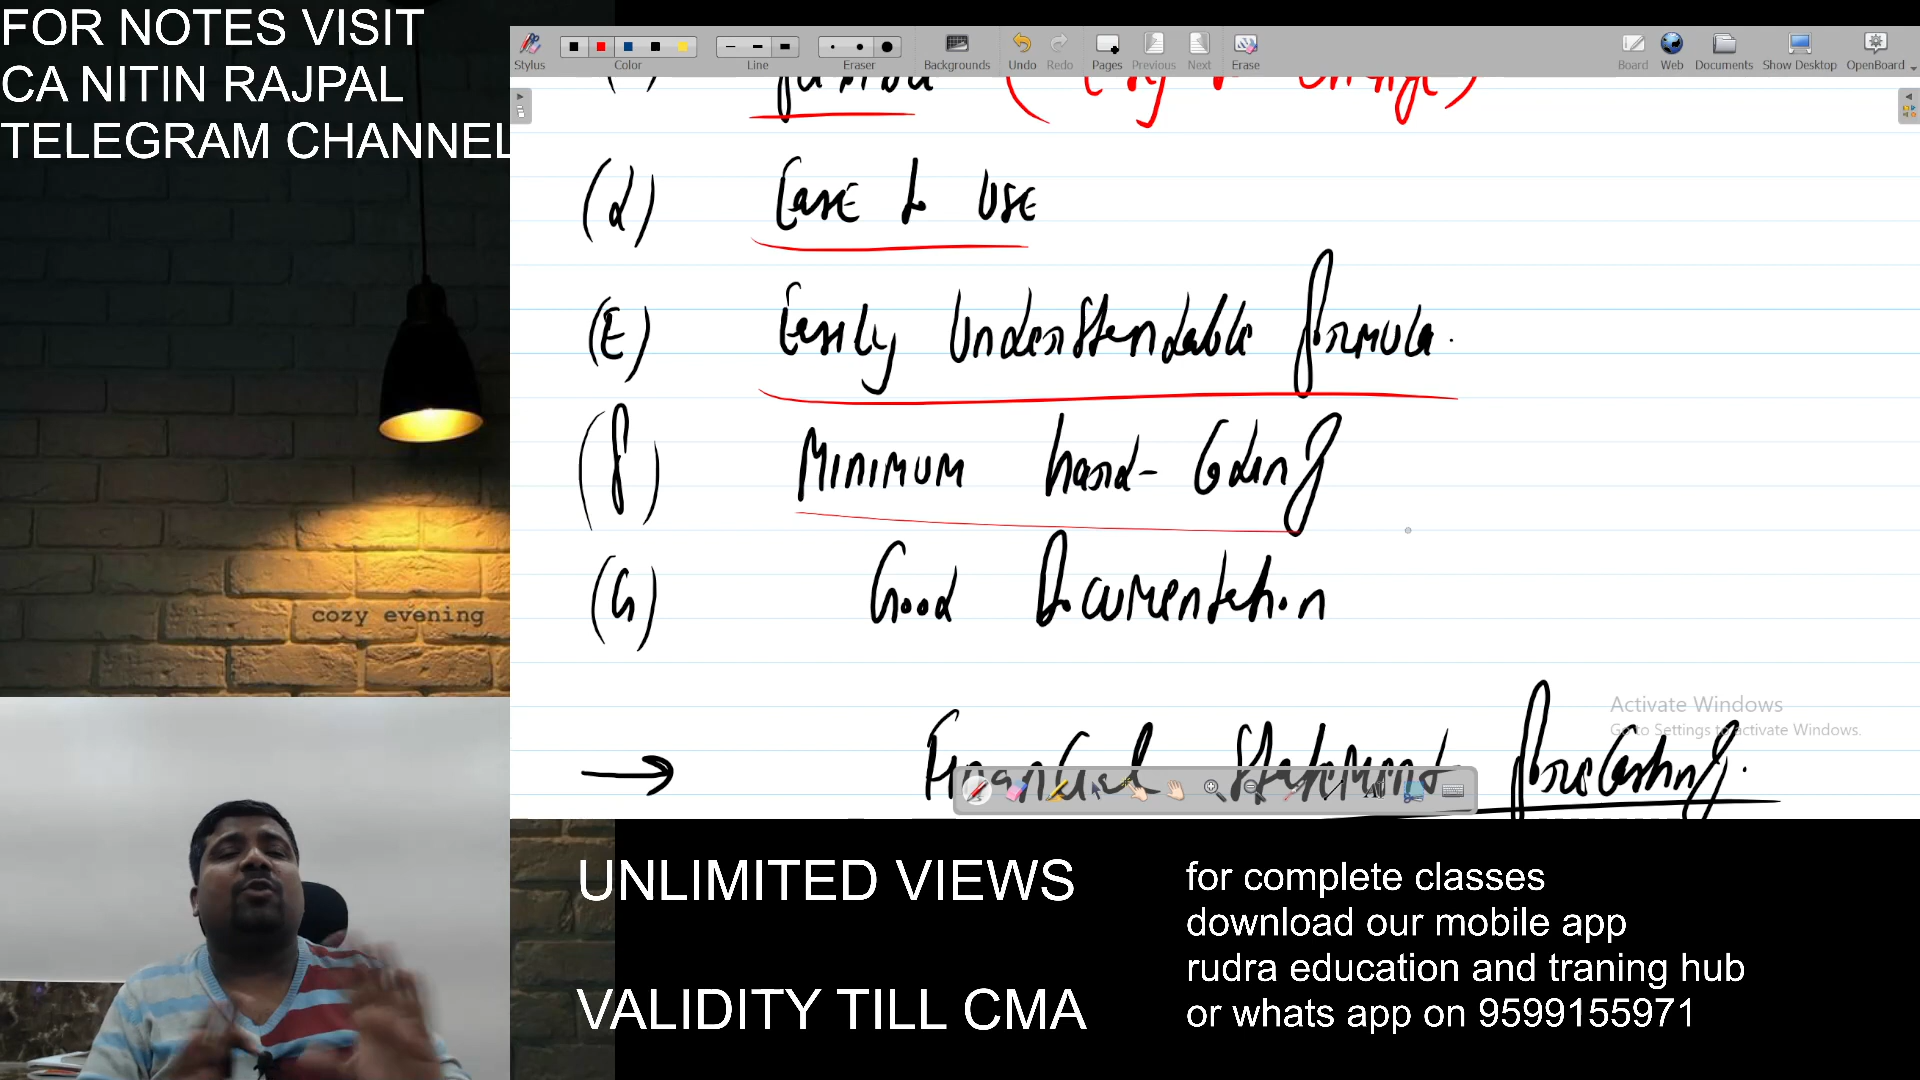 FOR NOTES VISIT
CA NITIN RAJPAL
TELEGRAM CHANNEL
Stylus
Color
Line
Eraser
Backgrounds
Undo
Redo
Pages
Previous
Next
Erase
Board
Web
Documents
Show Desktop
OpenBoard
(d) Ease to USE
(E) Easily Understandable formula.
(f) MINIMUM hard-Coding
(G) Good Documentation
→ Financial Statement forecasting.
Activate Windows
Go to Settings to activate Windows.
cozy evening
UNLIMITED VIEWS
VALIDITY TILL CMA
for complete classes
download our mobile app
rudra education and traning hub
or whats app on 9599155971